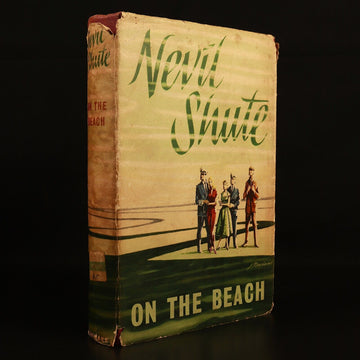 Nevil
Shute
ON THE BEACH
Nevil
Shute
ON THE
BEACH